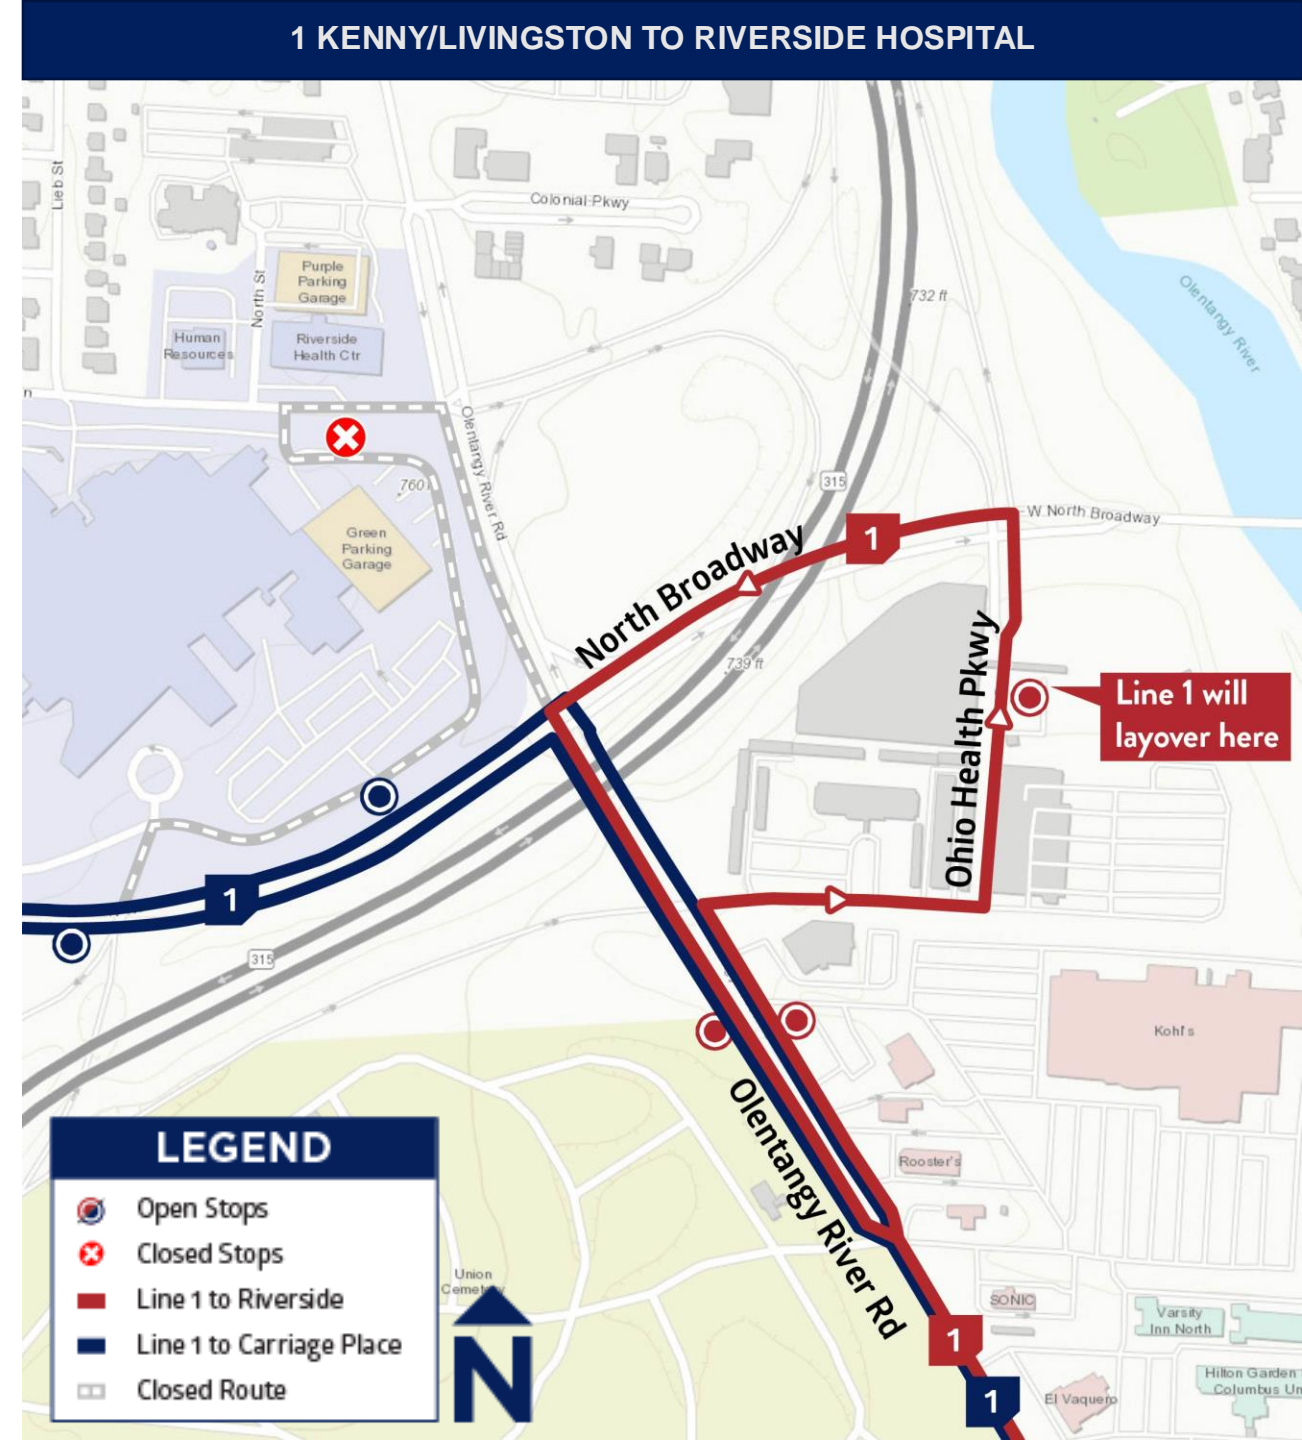 1 KENNY/LIVINGSTON TO RIVERSIDE HOSPITAL
Lieb St
Colonial Pkwy
North St
Purple
Parking
Garage
Human
Resources
Riverside
Health Ctr
732 ft
Olentangy River
n
Olentangy River Rd
760
315
W North Broadway
1
Green
Parking
Garage
North Broadway
739 ft
Ohio Health Pkwy
Line 1 will
layover here
1
315
Kohl's
Olentangy River Rd
Rooster's
LEGEND
Open Stops
Closed Stops
Line 1 to Riverside
Line 1 to Carriage Place
Closed Route
Union
Cemetery
N
SONIC
Varsity
Inn North
1
1
Hilton Garden
Columbus Un
El Vaquero